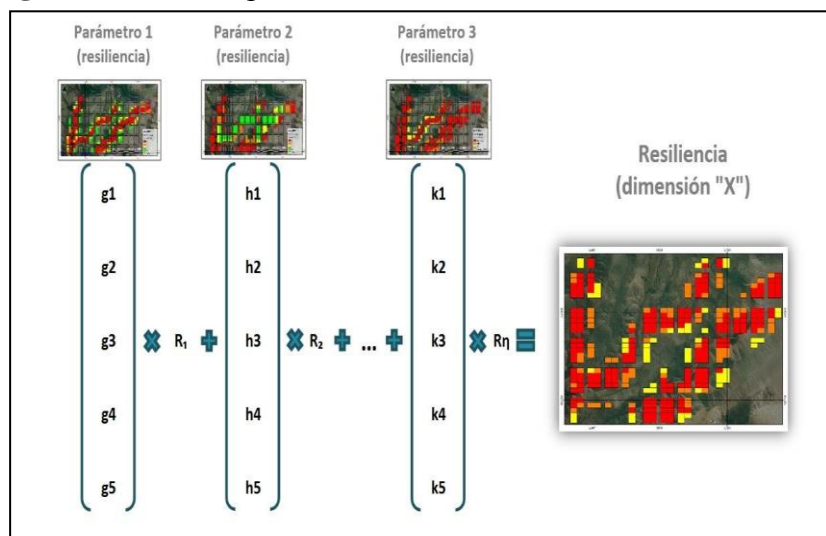 Parámetro 1
(resiliencia)
Parámetro 2
(resiliencia)
Parámetro 3
(resiliencia)
g1
g2
g3
g4
g5
R₁
h1
h2
h3
h4
h5
R₂
...
k1
k2
k3
k4
k5
Rη
Resiliencia
(dimensión "X")